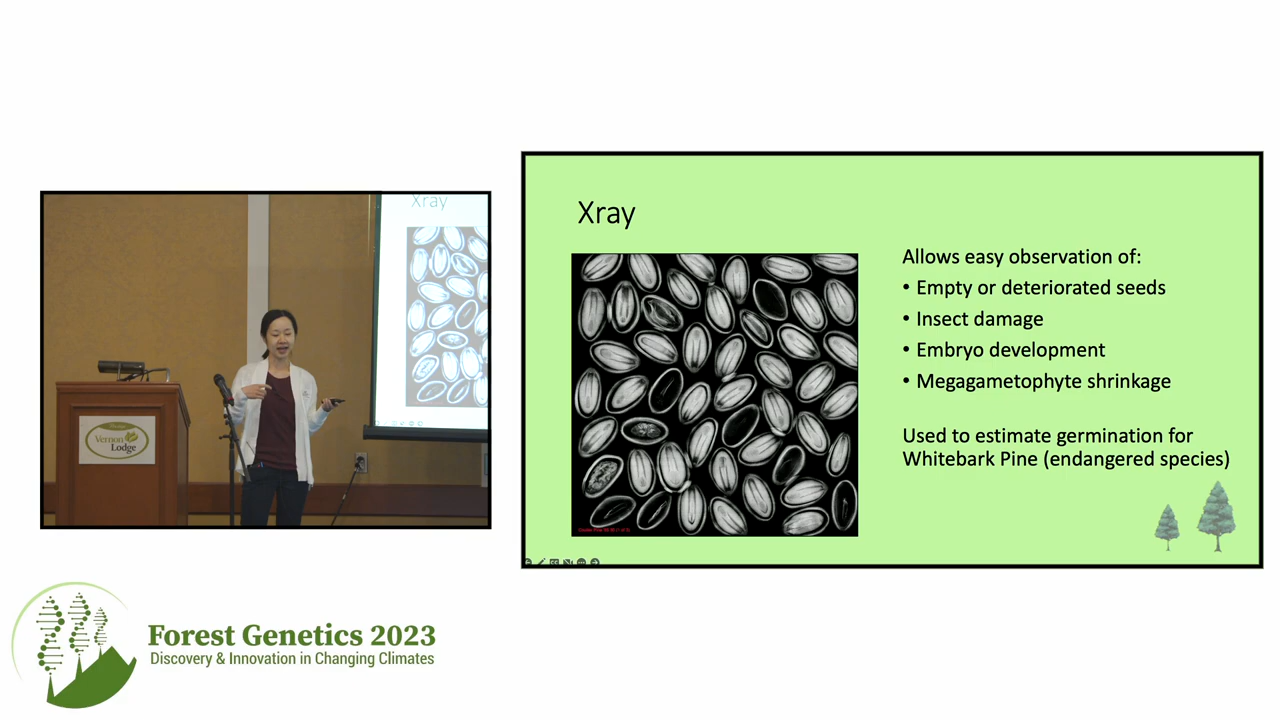 Xray
Vernon
Lodge
Xray
Allows easy observation of:
• Empty or deteriorated seeds
• Insect damage
• Embryo development
• Megagametophyte shrinkage
Used to estimate germination for
Whitebark Pine (endangered species)
Forest Genetics 2023
Discovery & Innovation in Changing Climates